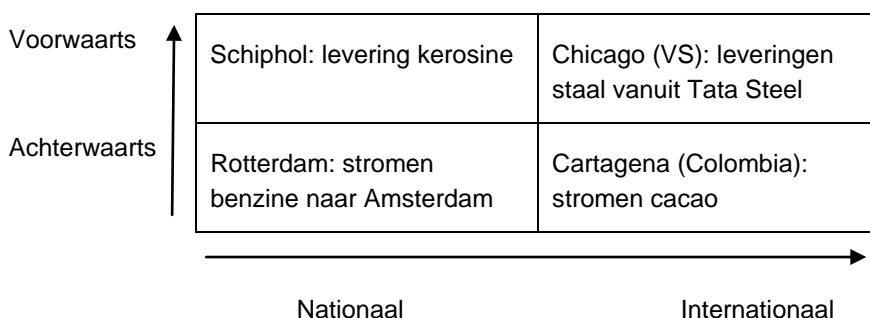 Voorwaarts
Schiphol: levering kerosine
Chicago (VS): leveringen
staal vanuit Tata Steel
Achterwaarts
Rotterdam: stromen
benzine naar Amsterdam
Cartagena (Colombia):
stromen cacao
Nationaal
Internationaal